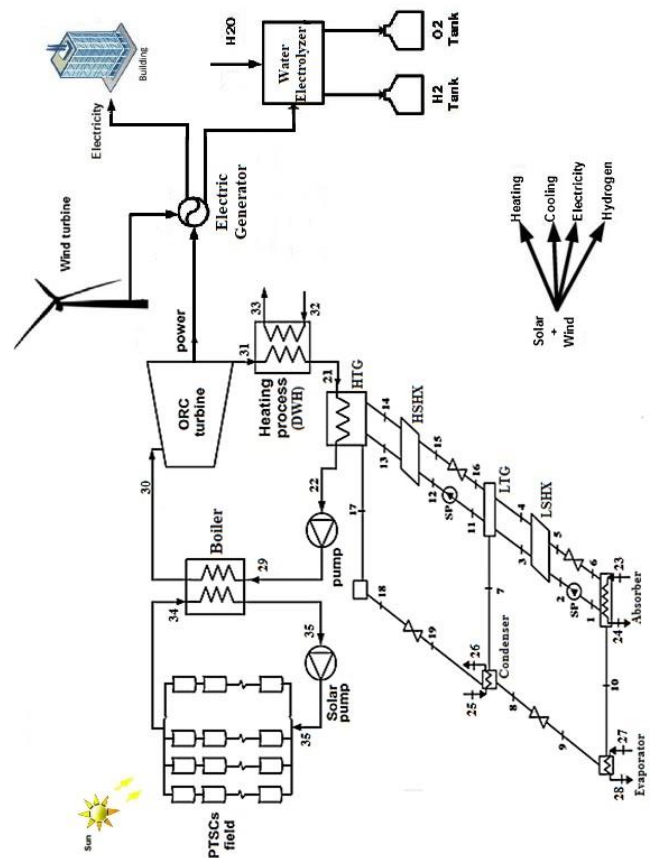 Sun
PTSCs
field
Solar
pump
35
35
34
Boiler
29
30
22
pump
ORC
turbine
power
Wind turbine
Electricity
Building
Electric
Generator
H2O
Water
Electrolyzer
H2
Tank
O2
Tank
31
33
32
Heating
process
(DWH)
21
HTG
14
13
HSHX
15
12
SP
16
11
LTG
4
3
LSHX
5
2
SP
6
1
23
24
Absorber
17
18
19
7
26
25
Condenser
8
9
10
27
28
Evaporator
Solar
+
Wind
Heating
Cooling
Electricity
Hydrogen